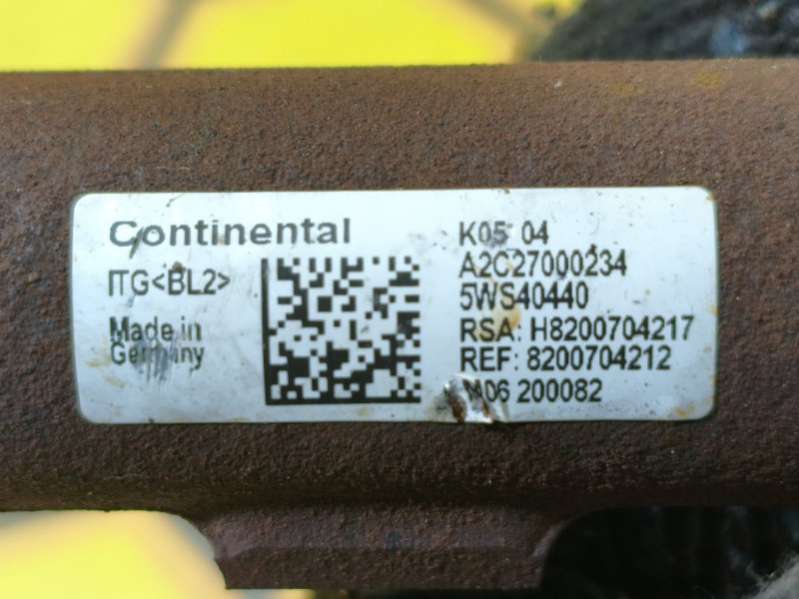 Continental
ITG<BL2>
Made in
Germany
K05 04
A2C27000234
5WS40440
RSA: H8200704217
REF: 8200704212
M06 200082